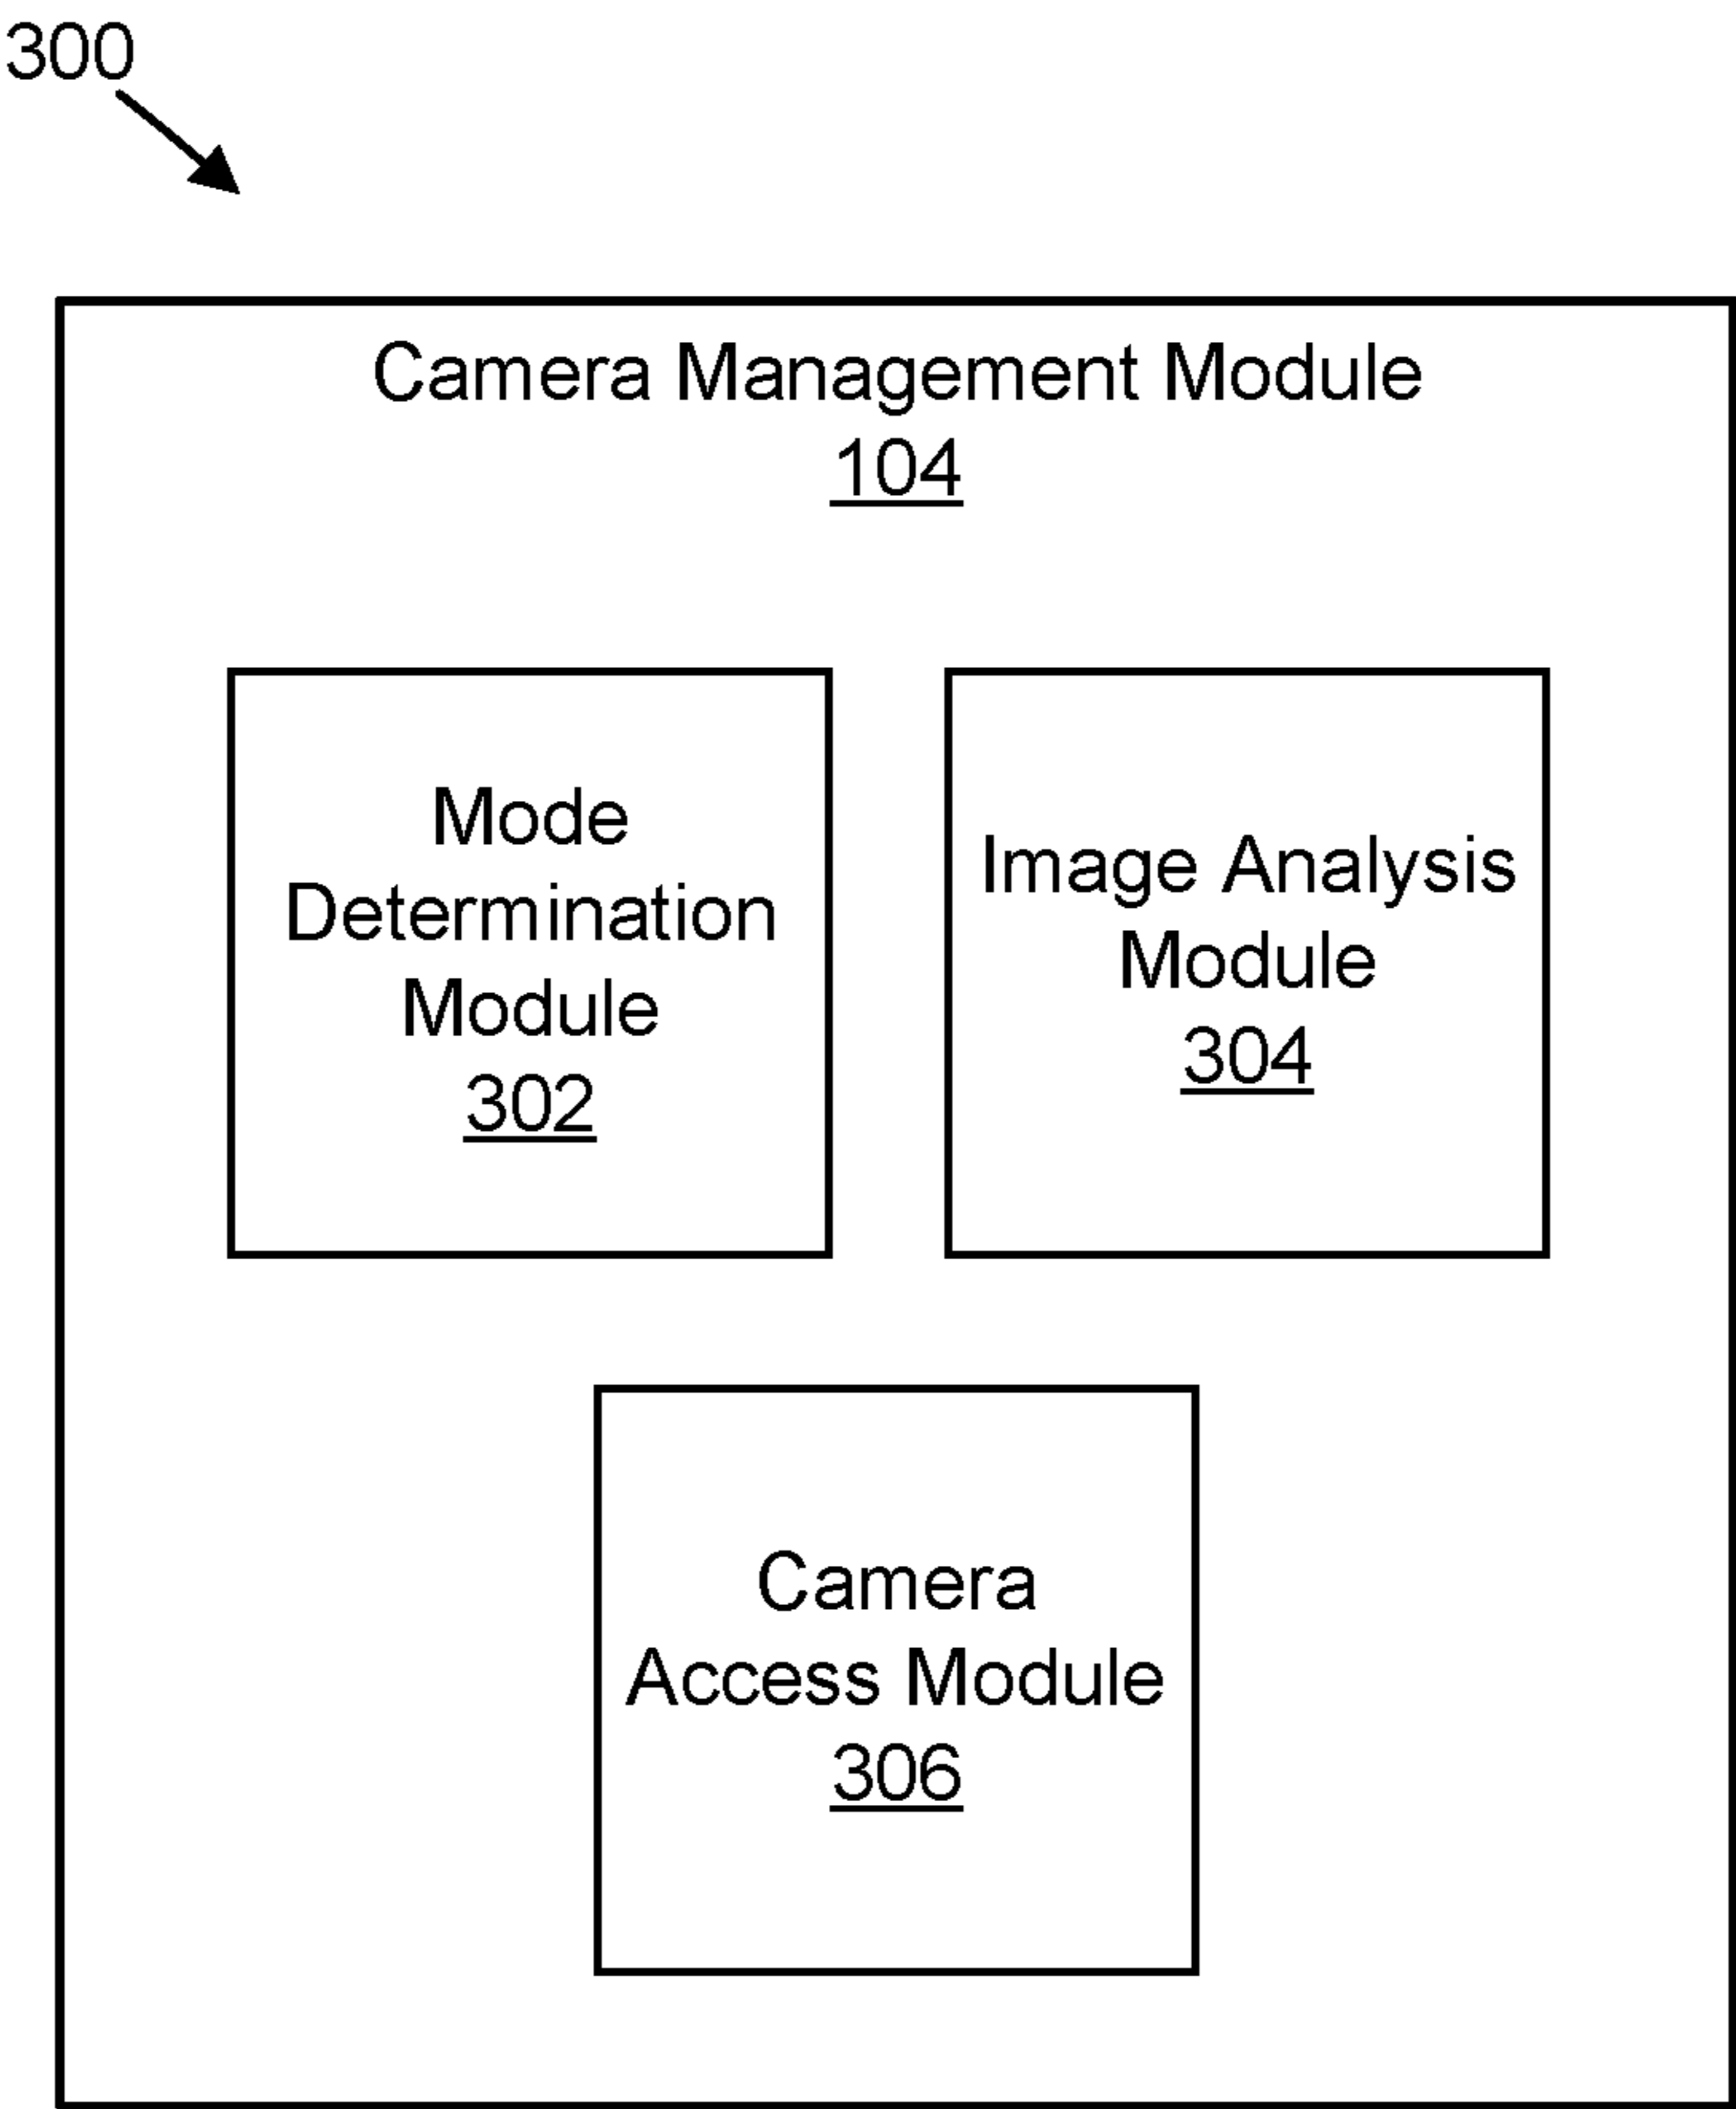 300
Camera Management Module
104
Mode
Determination
Module
302
Image Analysis
Module
304
Camera
Access Module
306